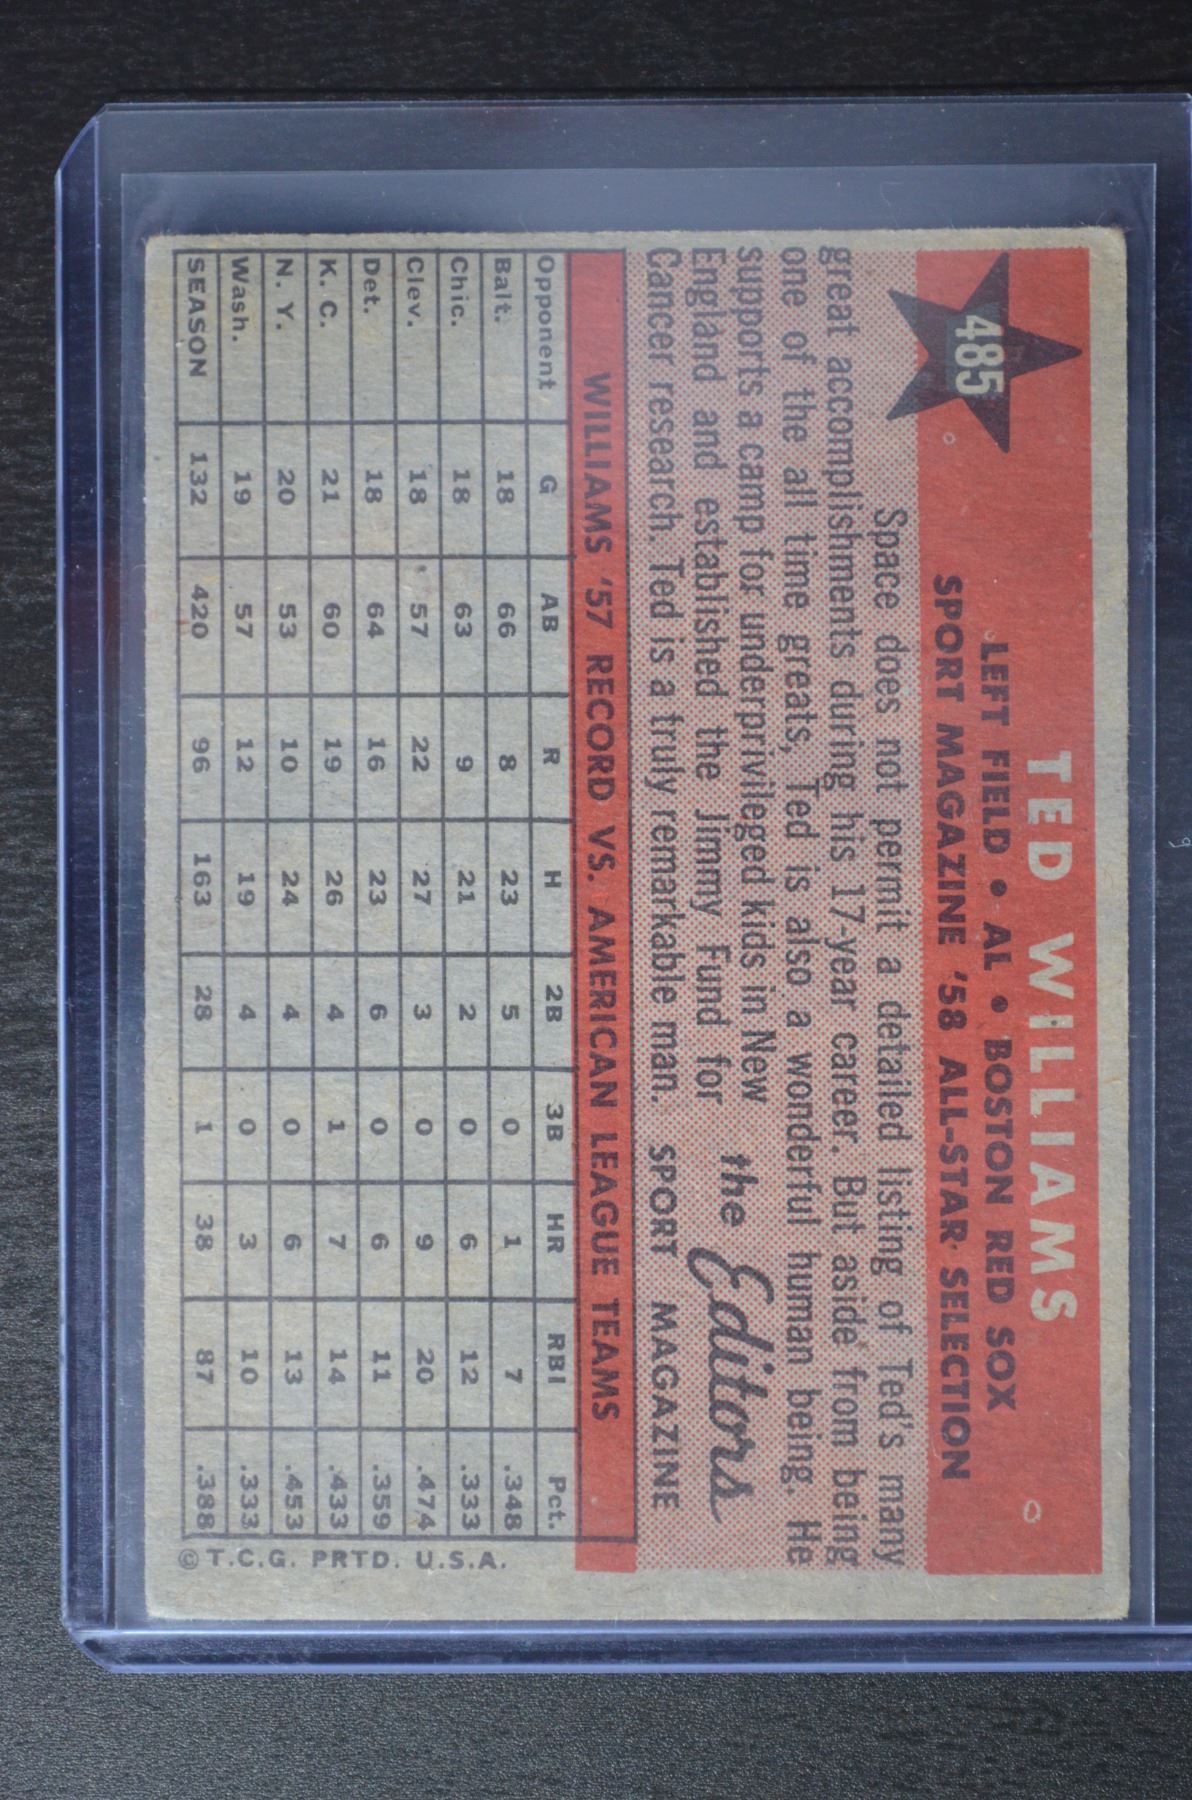 485
TED WILLIAMS
LEFT FIELD • AL • BOSTON RED SOX
SPORT MAGAZINE '58 ALL-STAR SELECTION
Space does not permit a detailed listing of Ted's many
great accomplishments during his 17-year career. But aside from being
one of the all time greats, Ted is also a wonderful human being. He
supports a camp for underprivileged kids in New
England and established the Jimmy Fund for
Cancer research. Ted is a truly remarkable man.
the Editors
SPORT MAGAZINE
WILLIAMS '57 RECORD VS. AMERICAN LEAGUE TEAMS
Opponent G AB R H 2B 3B HR RBI Pct.
Balt. 18 66 8 23 5 0 1 7 .348
Chic. 18 63 9 21 2 0 6 12 .333
Clev. 18 57 22 27 3 0 9 20 .474
Det. 18 64 16 23 6 0 6 11 .359
K. C. 21 60 19 26 4 1 7 14 .433
N. Y. 20 53 10 24 4 0 6 13 .453
Wash. 19 57 12 19 4 0 3 10 .333
SEASON 132 420 96 163 28 1 38 87 .388
© T.C.G. PRTD. U.S.A.